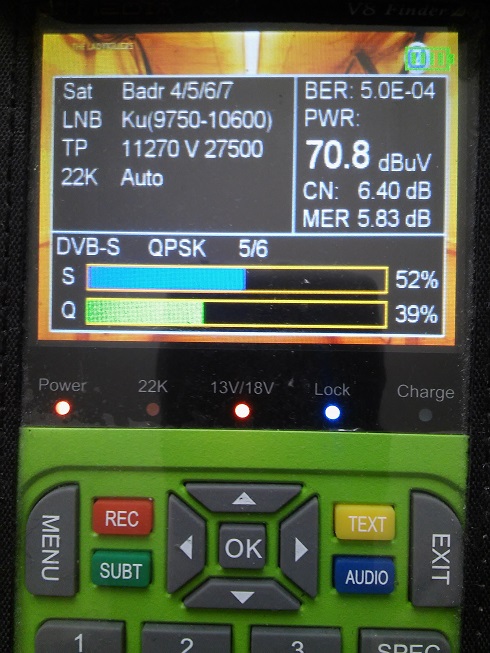 V8 Finder2
Sat Badr 4/5/6/7
LNB Ku(9750-10600)
TP 11270 V 27500
22K Auto
BER: 5.0E-04
PWR:
70.8 dBuV
CN: 6.40 dB
MER 5.83 dB
DVB-S QPSK 5/6
S 52%
Q 39%
Power 22K 13V/18V Lock Charge
MENU
REC
SUBT
OK
TEXT
AUDIO
EXIT
1 2 3 SPEC